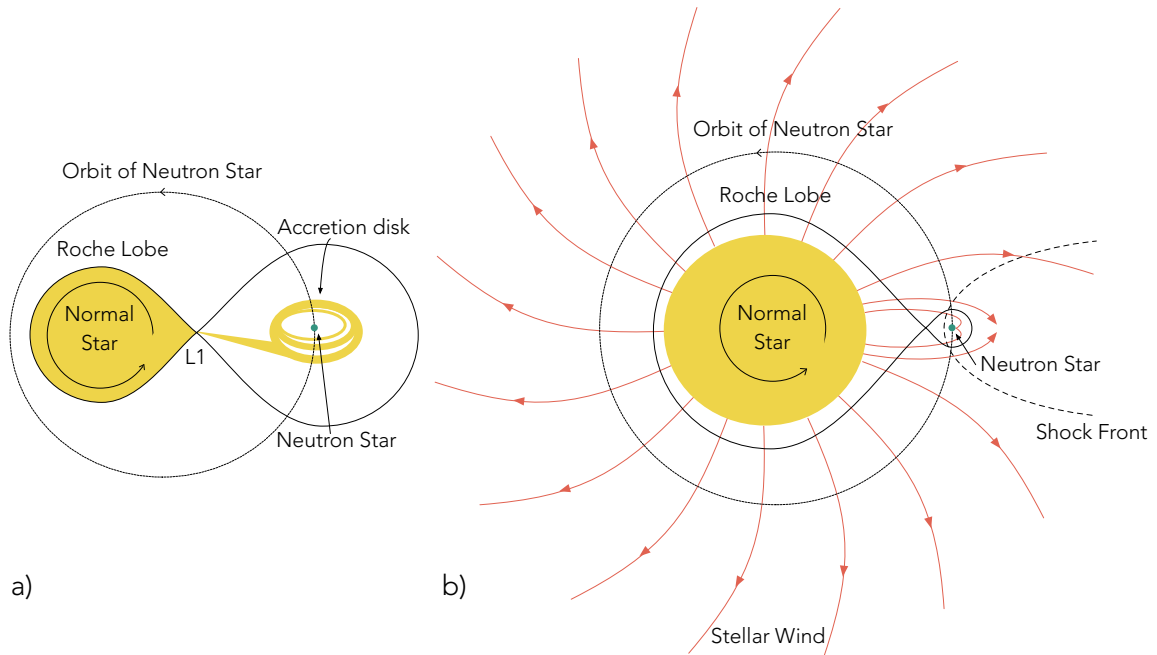 Orbit of Neutron Star
Roche Lobe
Accretion disk
Normal
Star
L1
Neutron Star
a)
Orbit of Neutron Star
Roche Lobe
Normal
Star
Neutron Star
Shock Front
Stellar Wind
b)